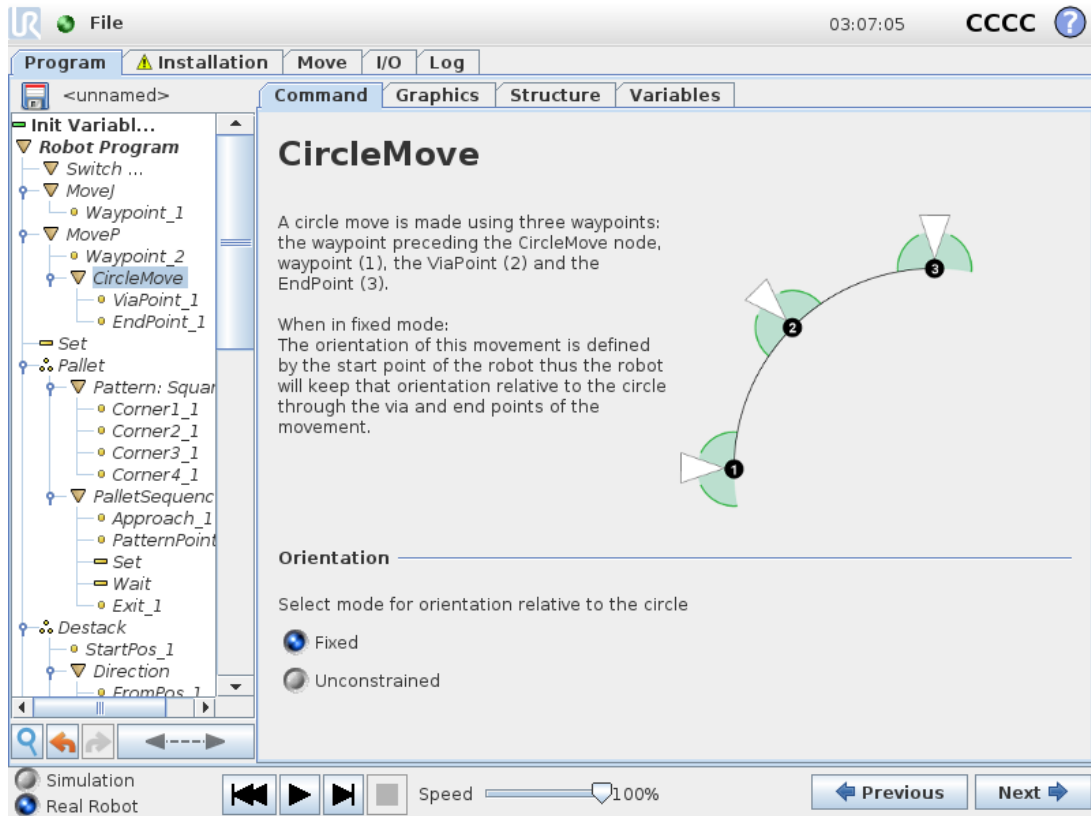 UR File 03:07:05 CCCC ?
Program Installation Move I/O Log
<unnamed>
Command Graphics Structure Variables
Init Variabl...
Robot Program
Switch ...
MoveJ
Waypoint_1
MoveP
Waypoint_2
CircleMove
ViaPoint_1
EndPoint_1
Set
Pallet
Pattern: Squar
Corner1_1
Corner2_1
Corner3_1
Corner4_1
PalletSequenc
Approach_1
PatternPoint
Set
Wait
Exit_1
Destack
StartPos_1
Direction
FromPos_1
CircleMove
A circle move is made using three waypoints:
the waypoint preceding the CircleMove node,
waypoint (1), the ViaPoint (2) and the
EndPoint (3).
When in fixed mode:
The orientation of this movement is defined
by the start point of the robot thus the robot
will keep that orientation relative to the circle
through the via and end points of the
movement.
3
2
1
Orientation
Select mode for orientation relative to the circle
Fixed
Unconstrained
Simulation
Real Robot
Speed 100%
Previous Next